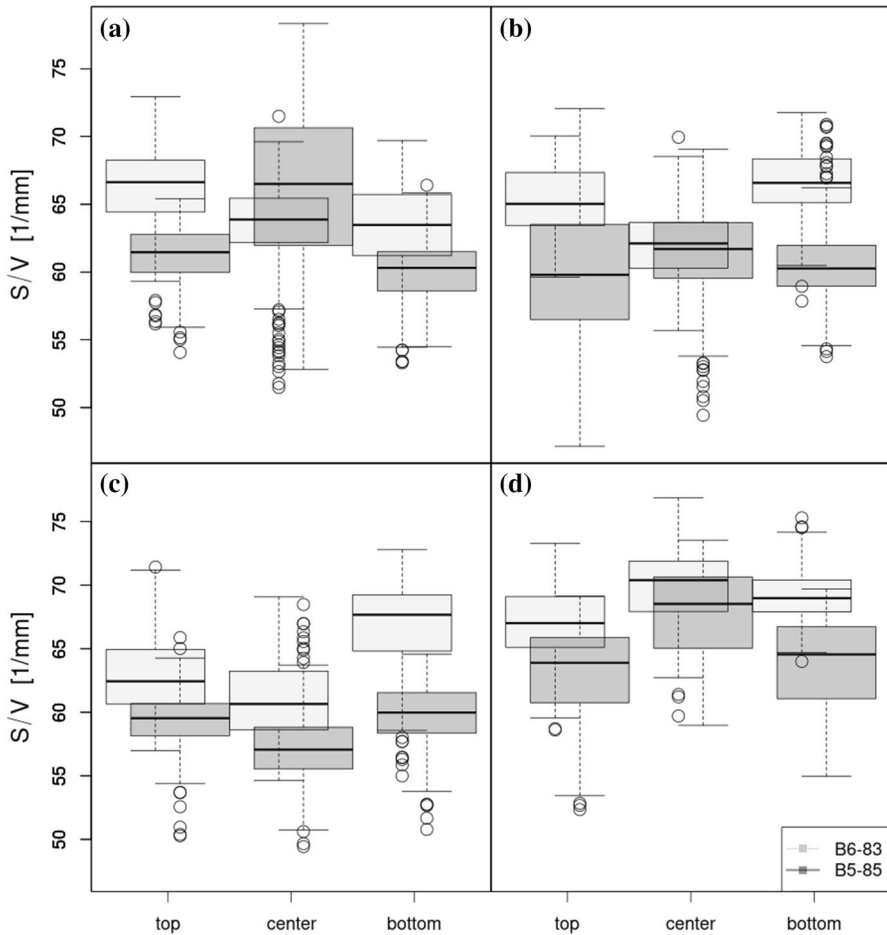 (a)
(b)
S/V [1/mm]
75
70
65
60
55
50
(c)
(d)
S/V [1/mm]
75
70
65
60
55
50
B6-83
B5-85
top center bottom
top center bottom